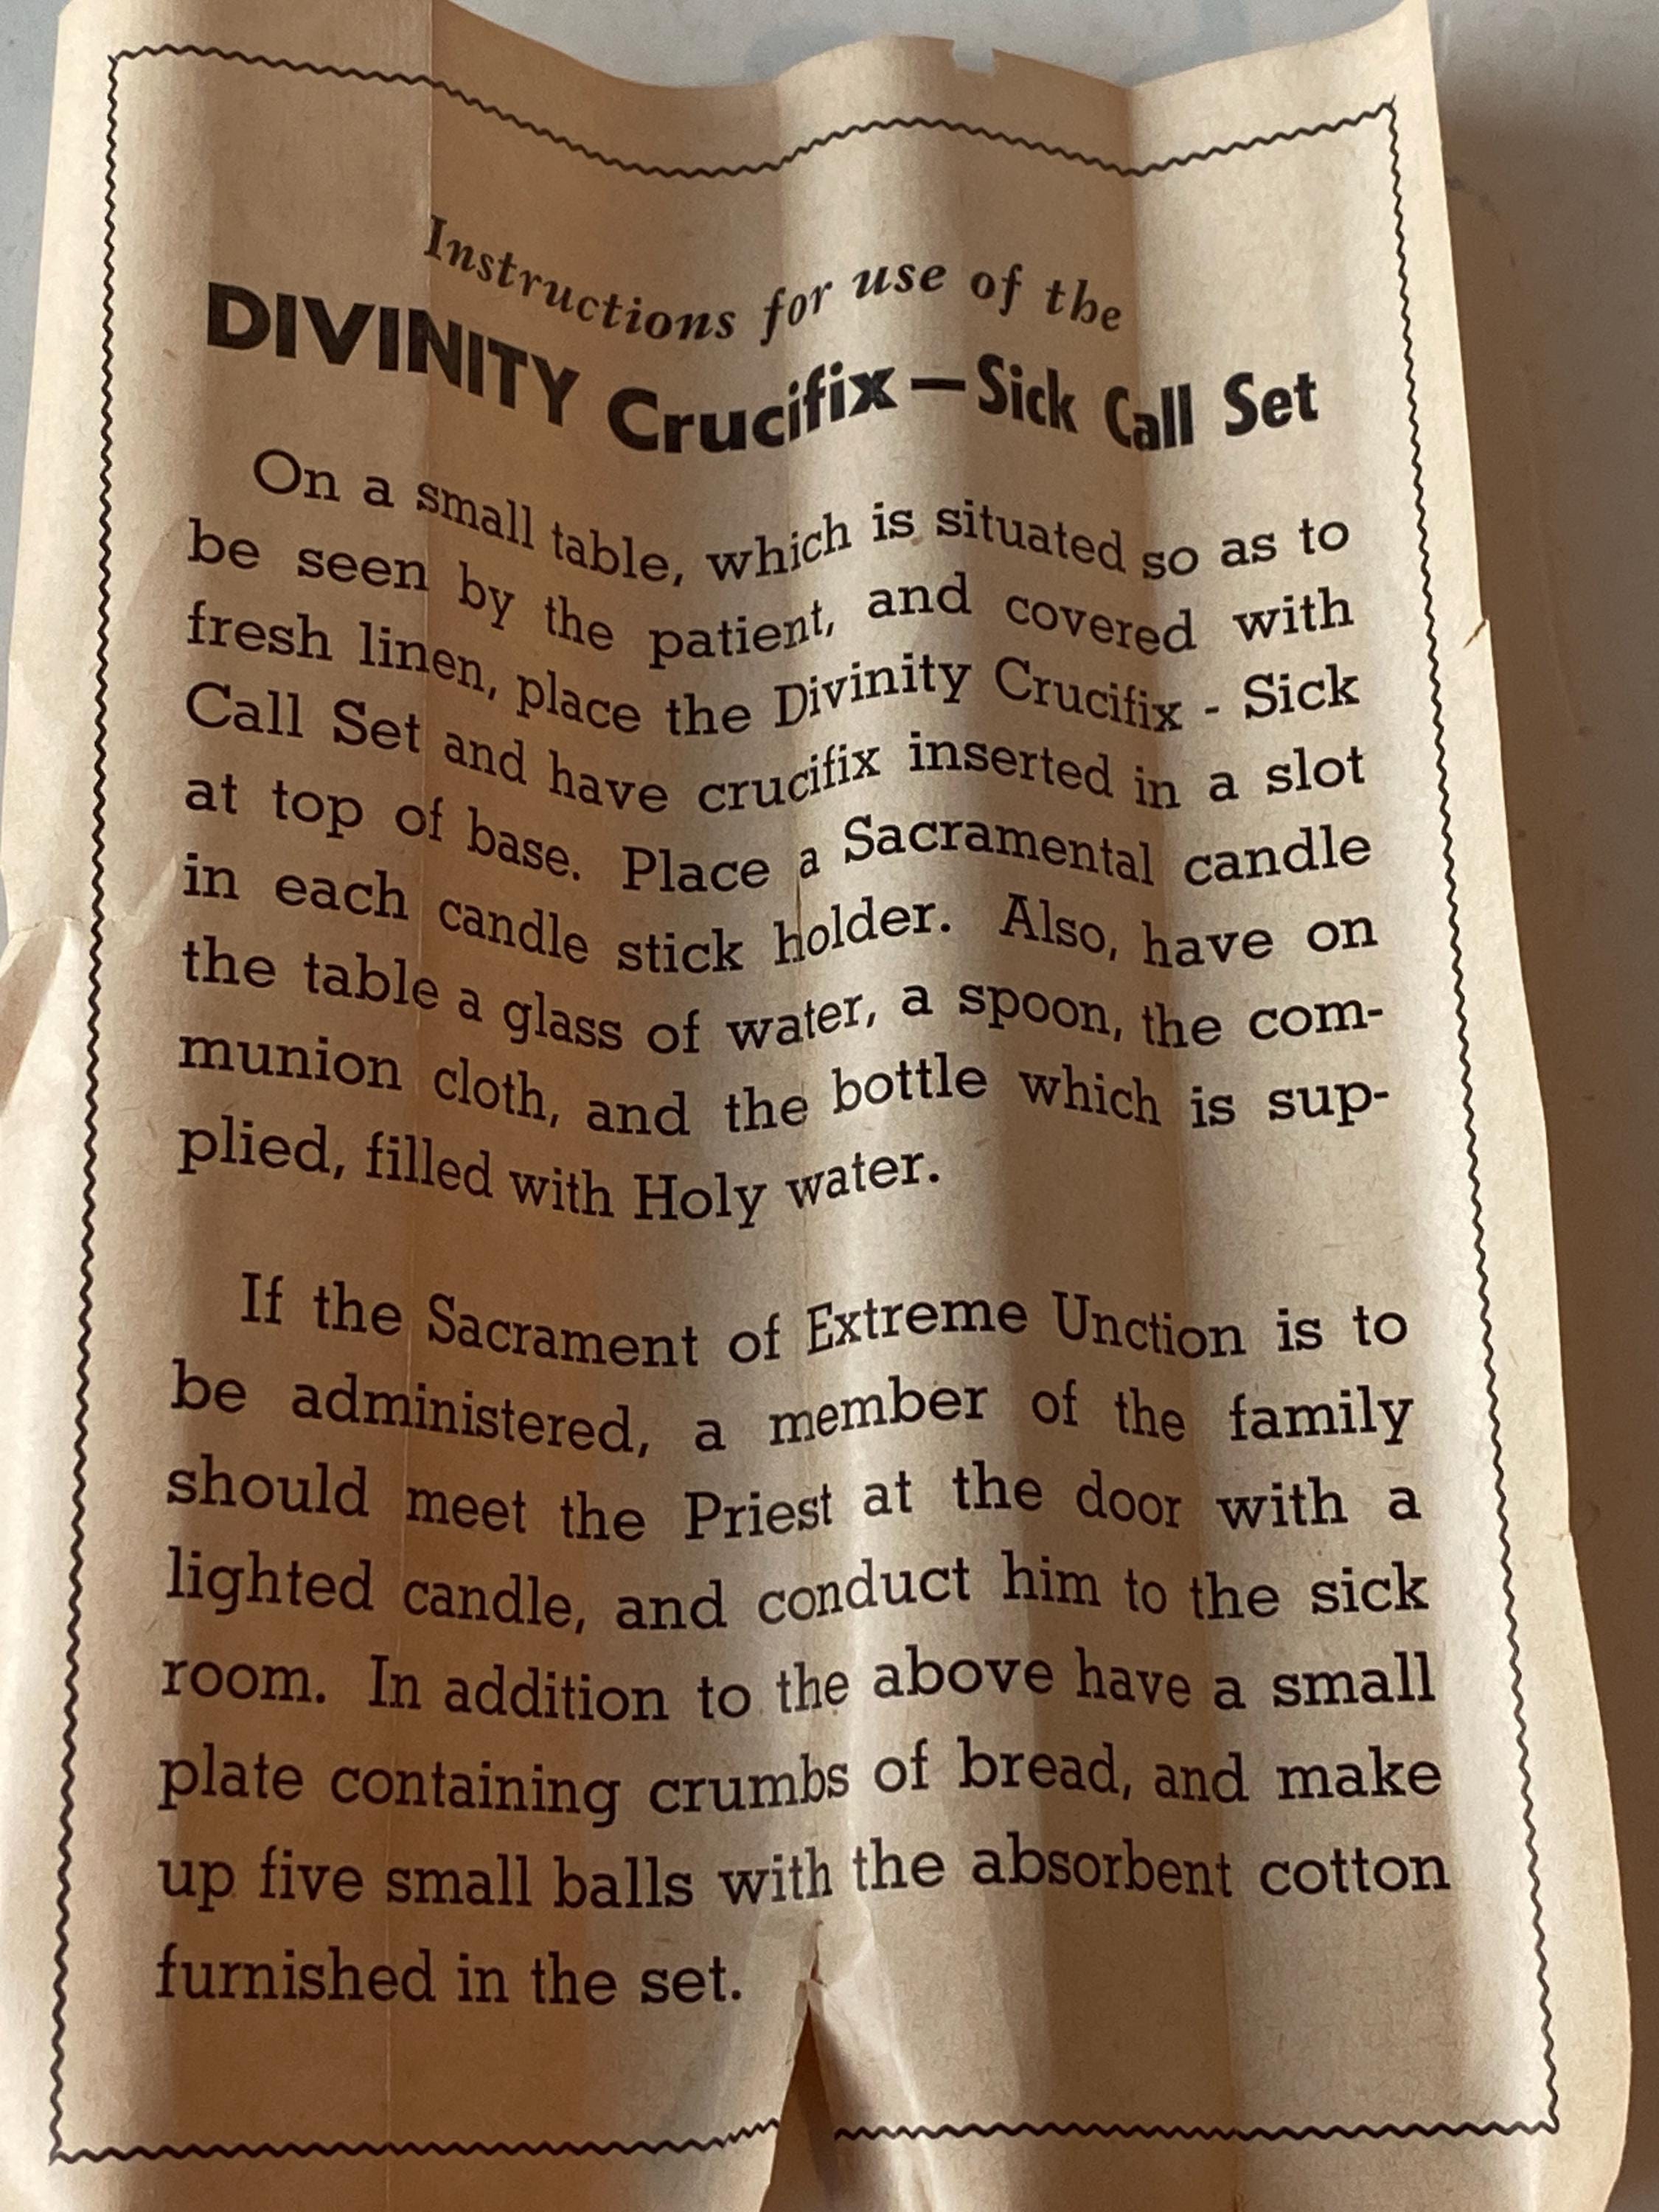 Instructions for use of the
DIVINITY Crucifix — Sick Call Set
On a small table, which is situated so as to
be seen by the patient, and covered with
fresh linen, place the Divinity Crucifix - Sick
Call Set and have crucifix inserted in a slot
at top of base. Place a Sacramental candle
in each candle stick holder. Also, have on
the table a glass of water, a spoon, the com-
munion cloth, and the bottle which is sup-
plied, filled with Holy water.
If the Sacrament of Extreme Unction is to
be administered, a member of the family
should meet the Priest at the door with a
lighted candle, and conduct him to the sick
room. In addition to the above have a small
plate containing crumbs of bread, and make
up five small balls with the absorbent cotton
furnished in the set.